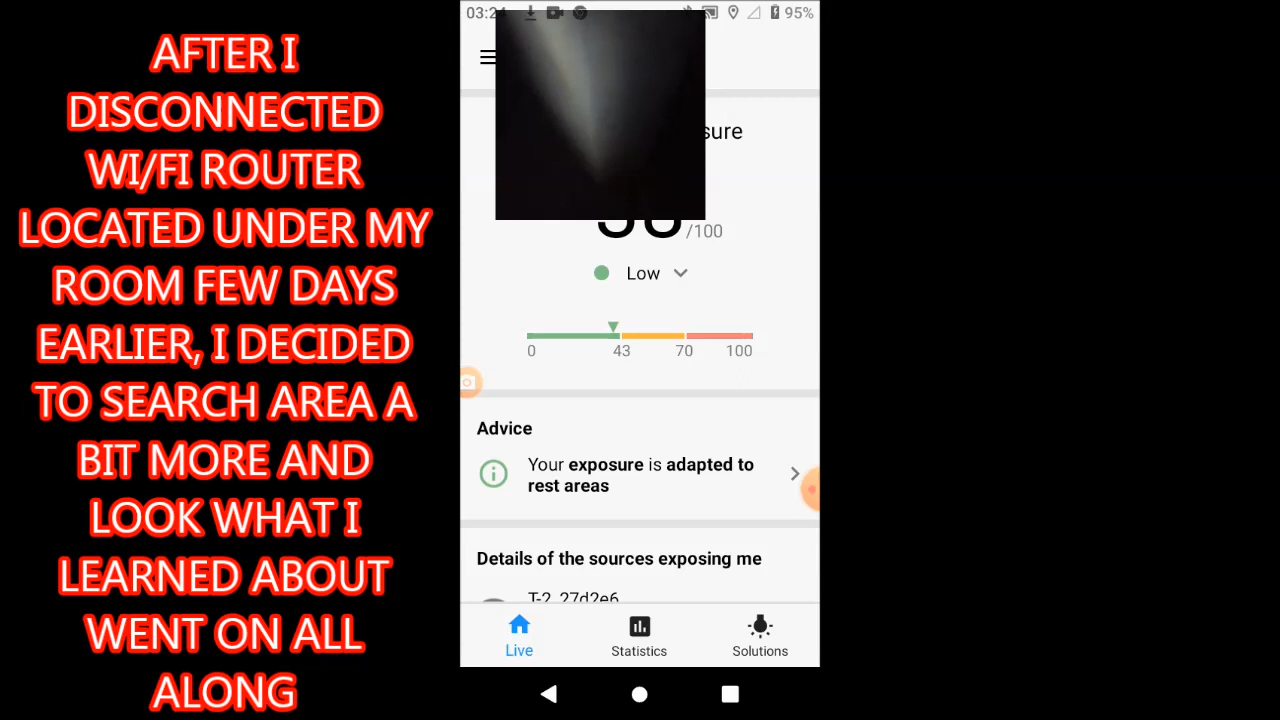 AFTER I
DISCONNECTED
WI/FI ROUTER
LOCATED UNDER MY
ROOM FEW DAYS
EARLIER, I DECIDED
TO SEARCH AREA A
BIT MORE AND
LOOK WHAT I
LEARNED ABOUT
WENT ON ALL
ALONG
95%
sure
/100
Low
0 43 70 100
Advice
Your exposure is adapted to
rest areas
Details of the sources exposing me
T-2_27d2e6
Live Statistics Solutions